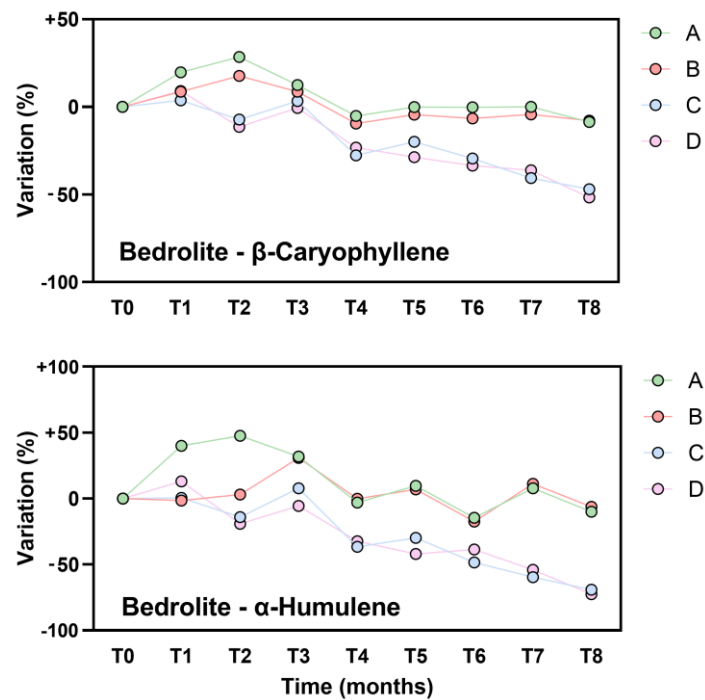 +50
0
-50
-100
Variation (%)
Bedrolite - β-Caryophyllene
T0 T1 T2 T3 T4 T5 T6 T7 T8
A
B
C
D
+100
+50
0
-50
-100
Variation (%)
Bedrolite - α-Humulene
T0 T1 T2 T3 T4 T5 T6 T7 T8
Time (months)
A
B
C
D